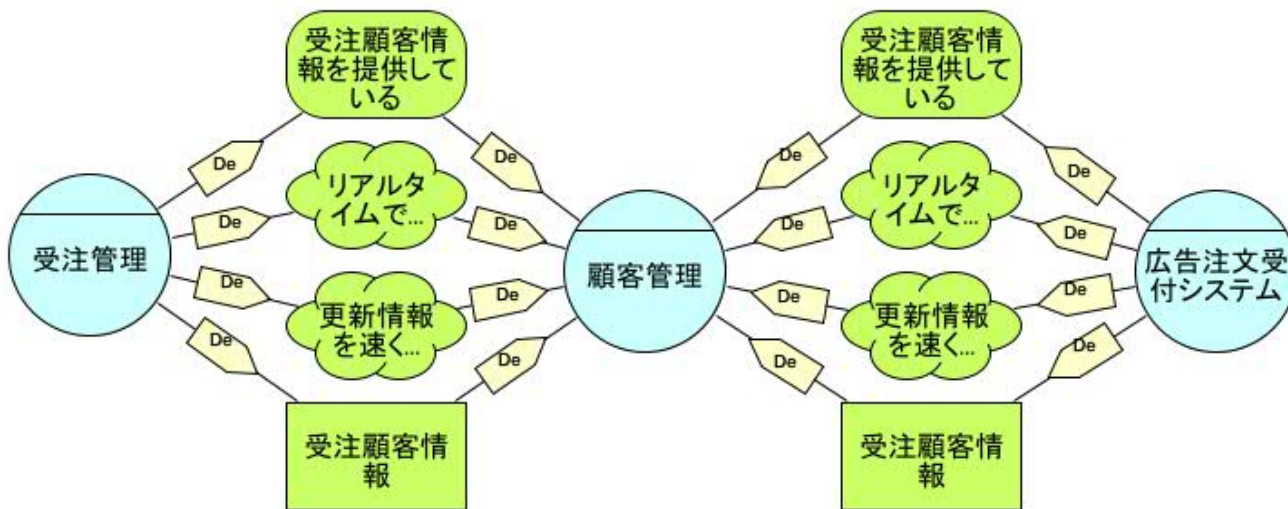 受注顧客情
報を提供して
いる
受注顧客情
報を提供して
いる
De
De
De
De
リアルタ
イムで...
リアルタ
イムで...
De
De
De
De
受注管理
顧客管理
広告注文受
付システム
De
De
De
De
更新情報
を速く...
更新情報
を速く...
De
De
De
De
受注顧客情
報
受注顧客情
報